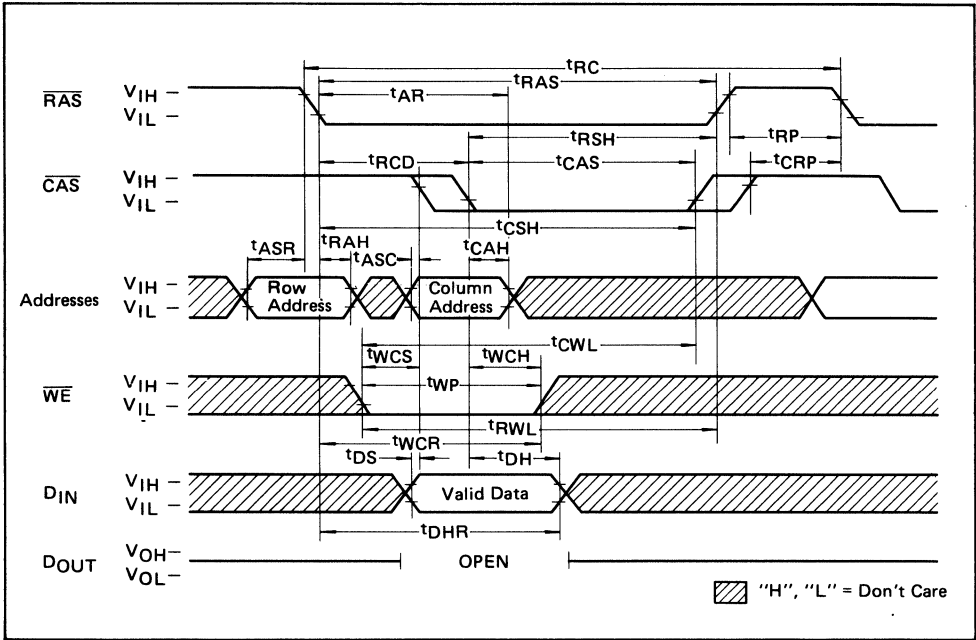 tRC
tRAS
tAR
RAS VIH
VIL
tRSH tRP
tRCD tCAS tCRP
CAS VIH
VIL
tCSH
tASR tRAH tASC tCAH
Addresses VIH Row Address Column Address
VIL
tCWL
tWCS tWCH
WE VIH tWP
VIL
tRWL
tWCR
tDS tDH
DIN VIH Valid Data
VIL
tDHR
DOUT VOH OPEN
VOL
"H", "L" = Don't Care